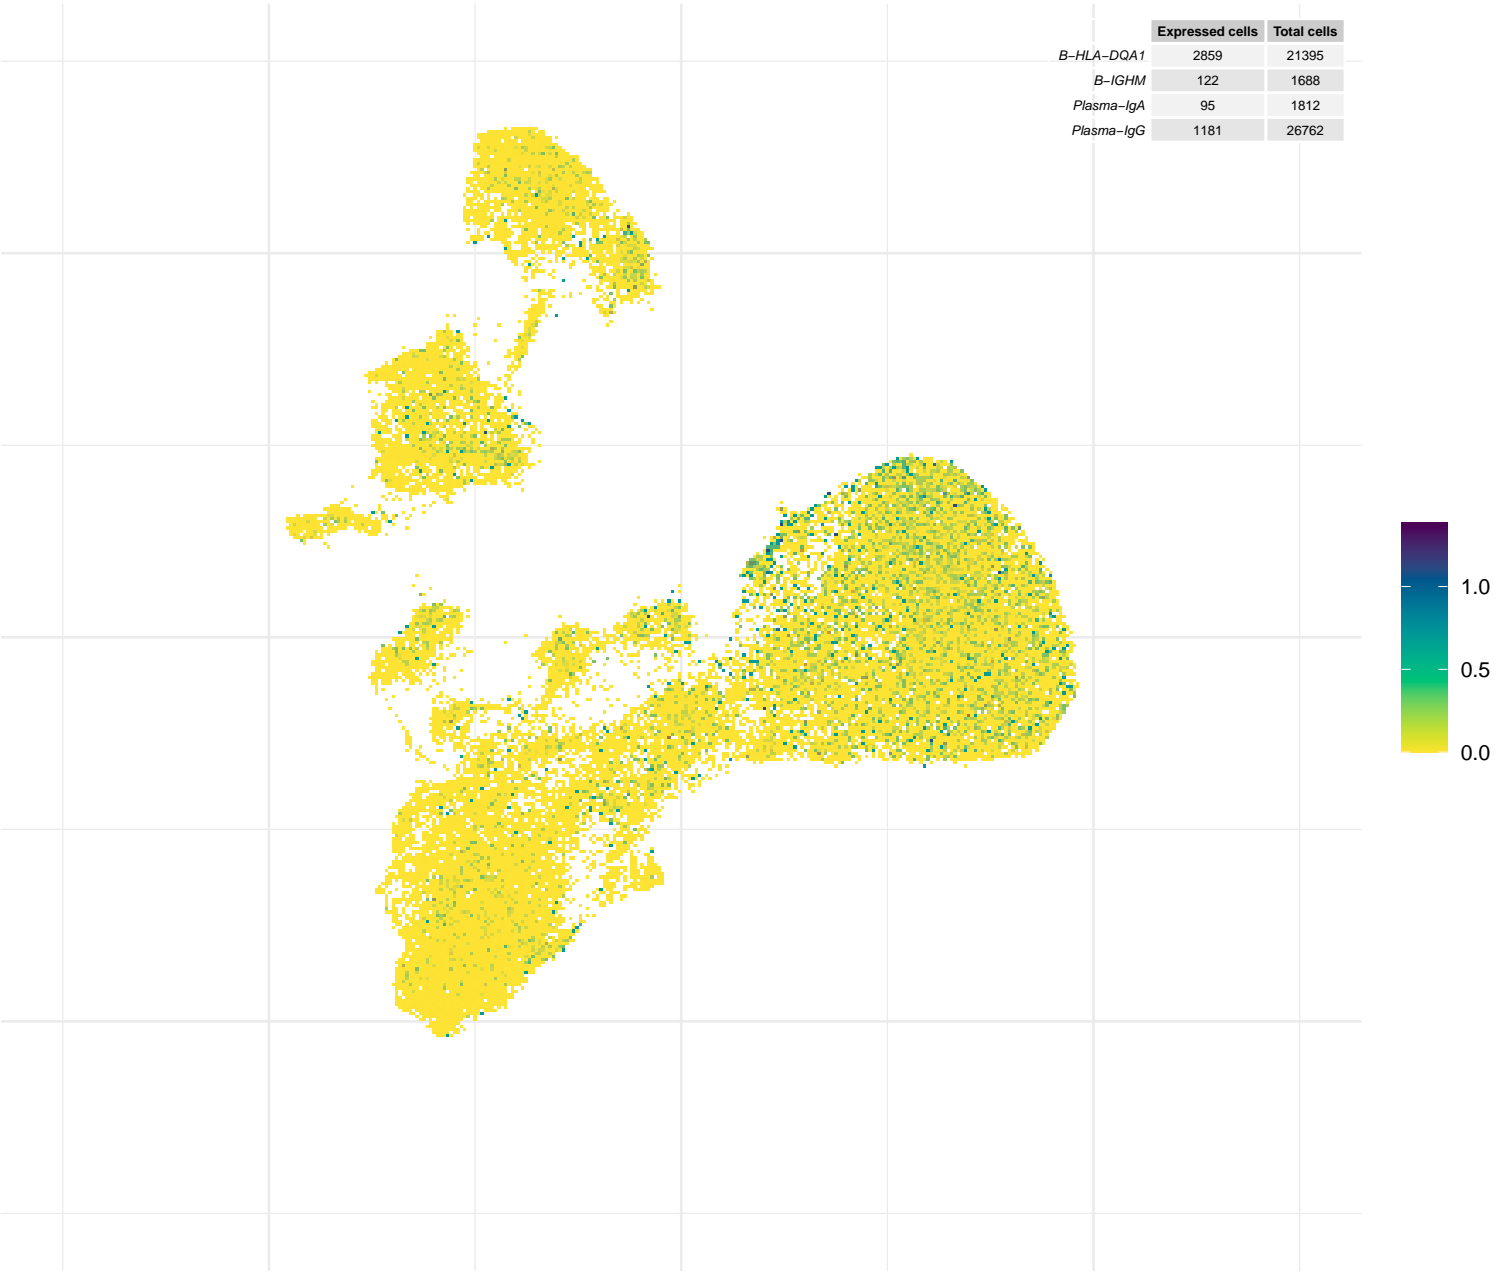 Expressed cells Total cells
B−HLA−DQA1 2859 21395
B−IGHM 122 1688
Plasma−IgA 95 1812
Plasma−IgG 1181 26762
1.0
0.5
0.0